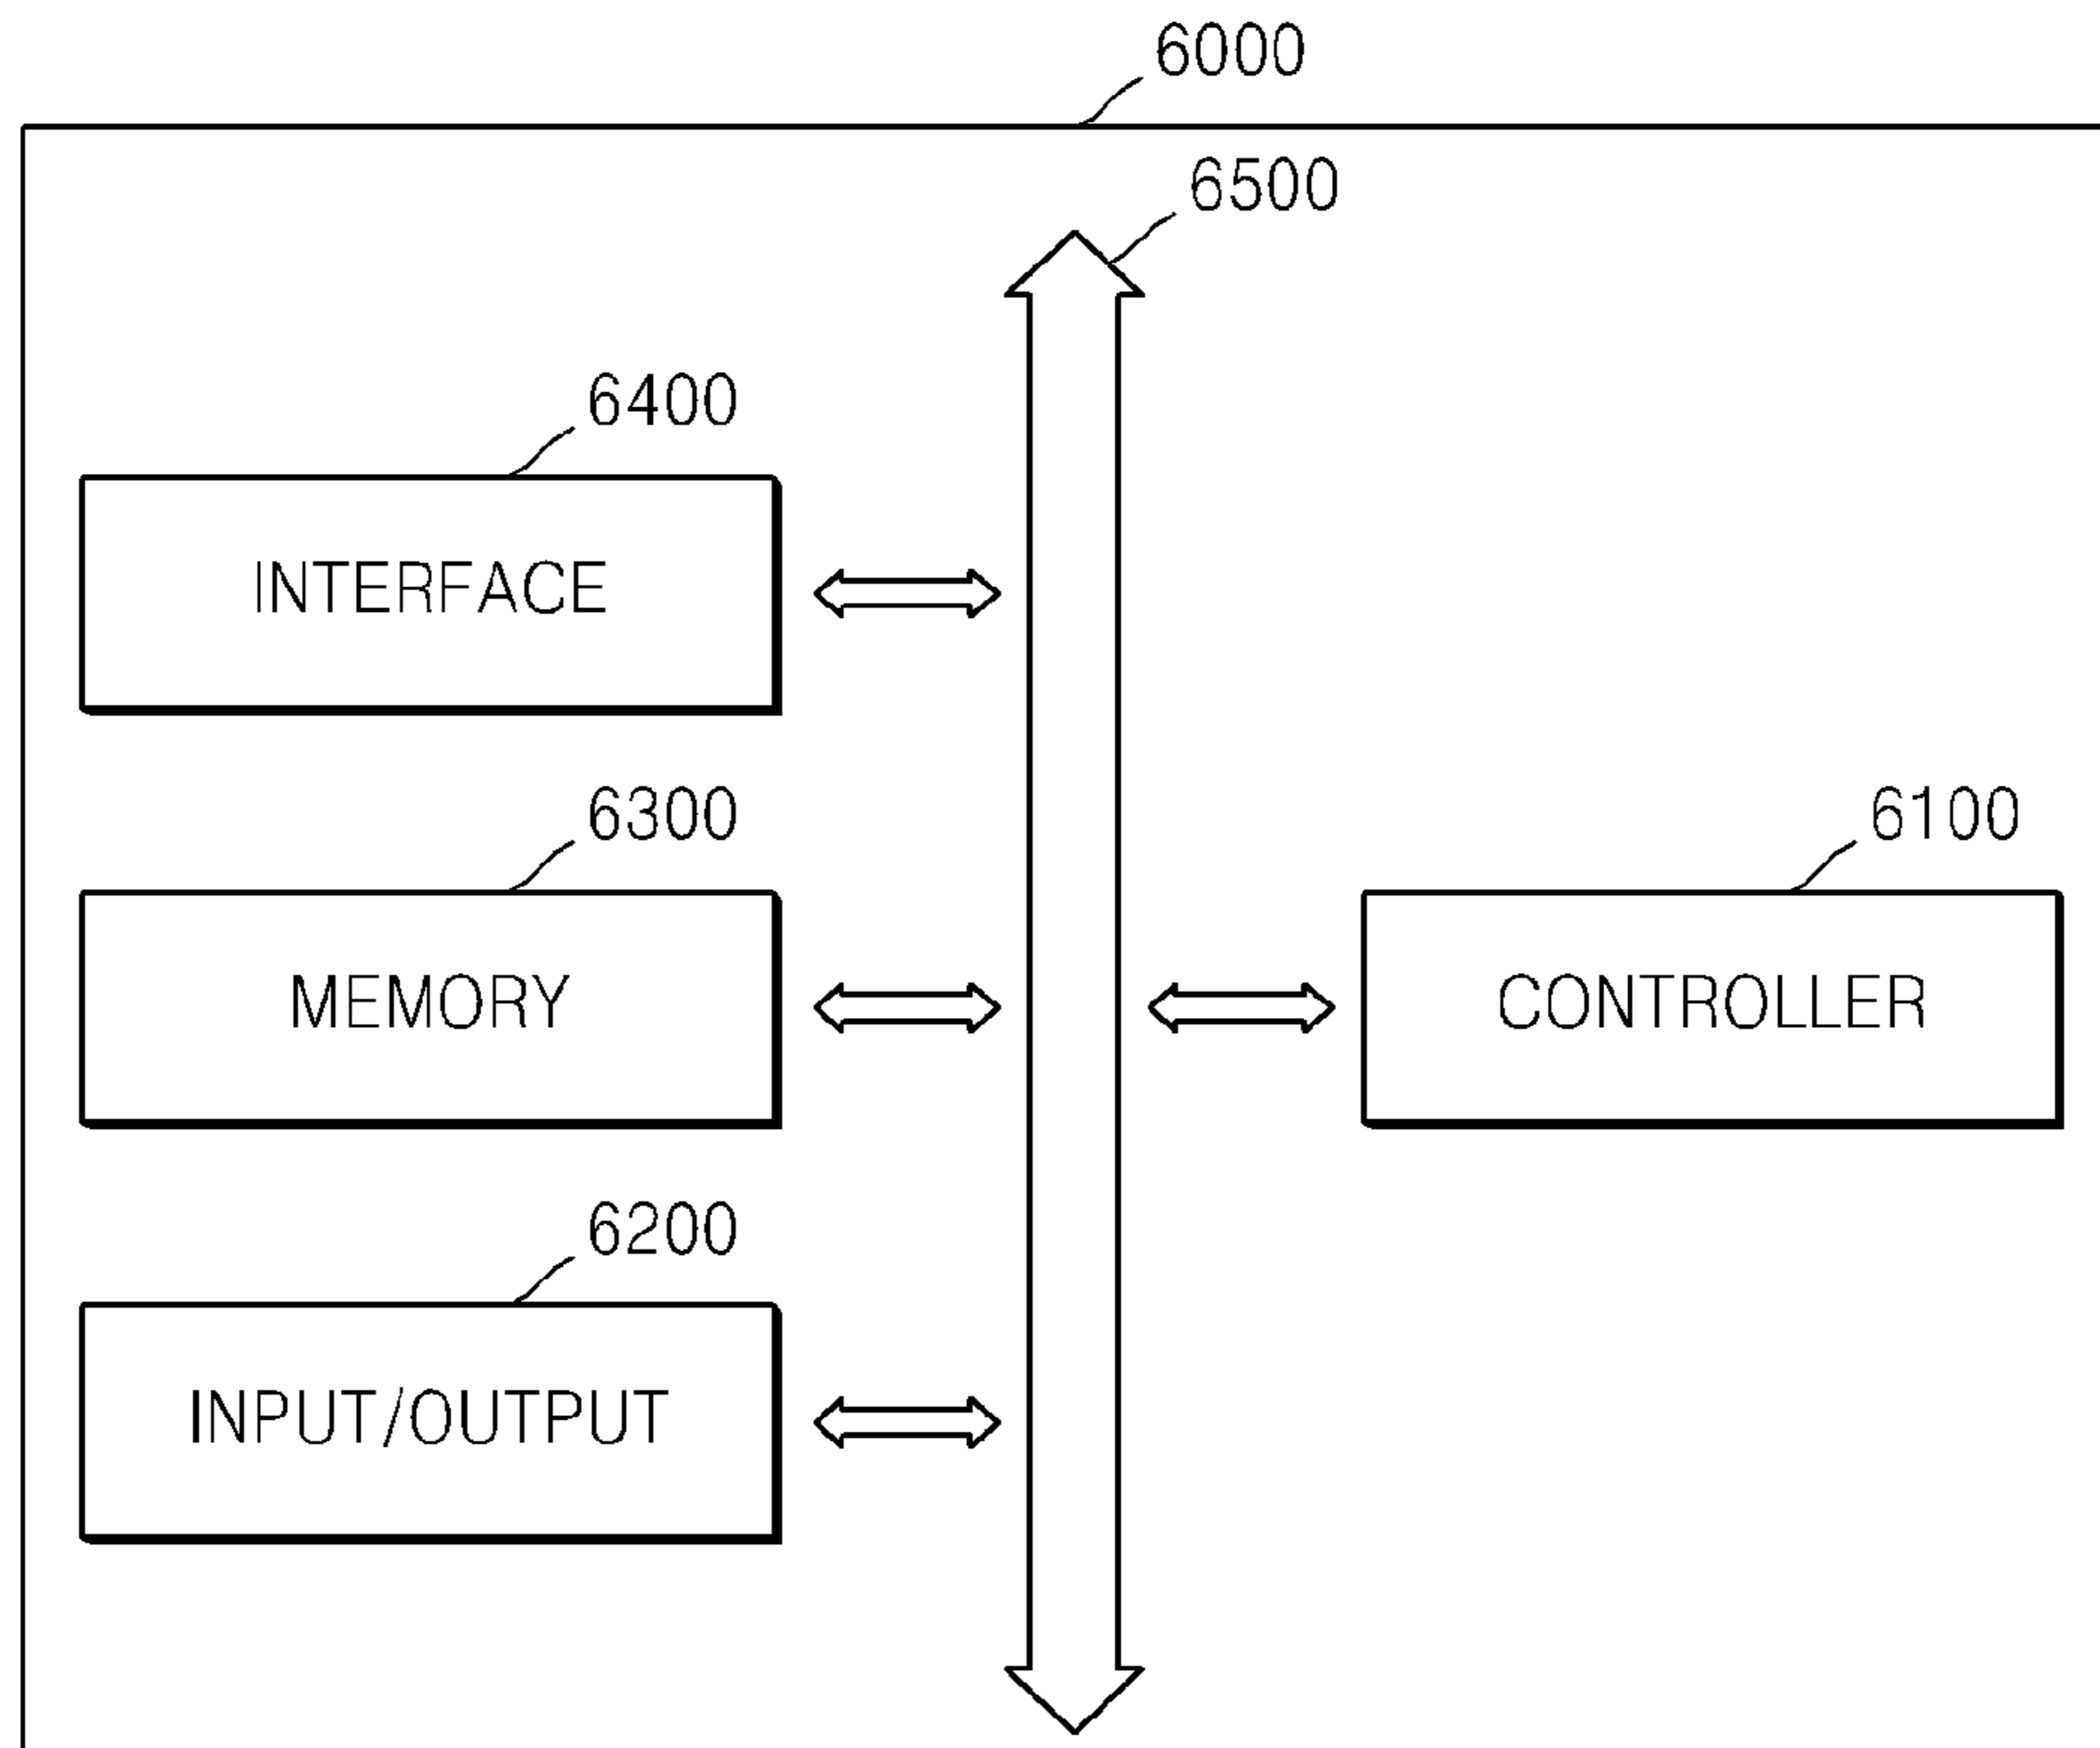 6000
6500
6400
INTERFACE
6300
6100
MEMORY
CONTROLLER
6200
INPUT/OUTPUT